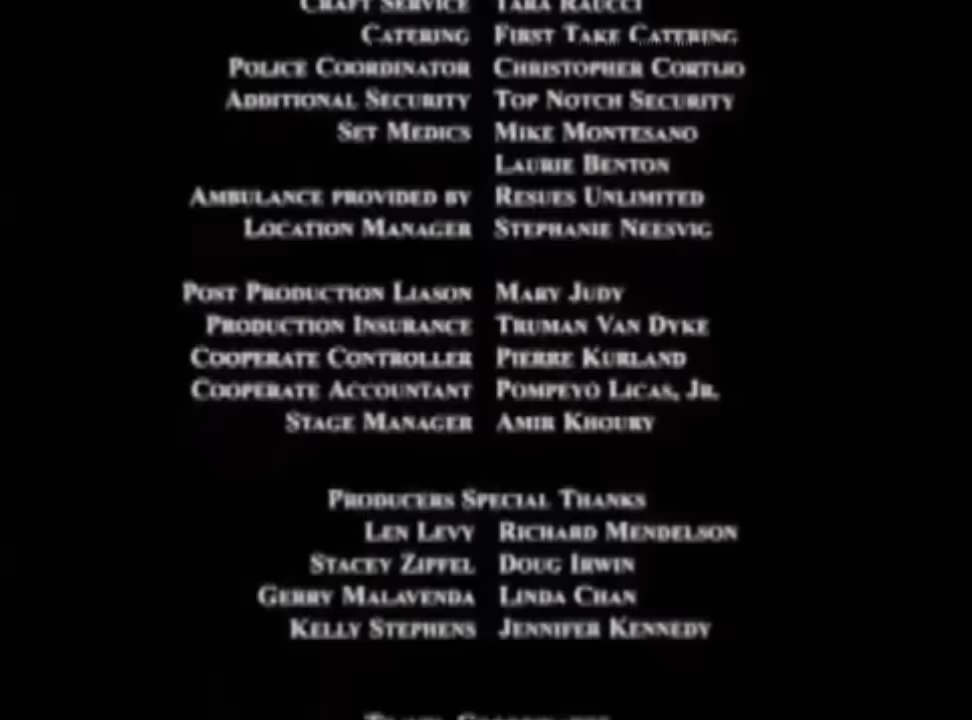 Craft Service Tara Raucci
Catering First Take Catering
Police Coordinator Christopher Cortijo
Additional Security Top Notch Security
Set Medics Mike Montesano
Laurie Benton
Ambulance provided by Resues Unlimited
Location Manager Stephanie Neesvig
Post Production Liason Mary Judy
Production Insurance Truman Van Dyke
Cooperate Controller Pierre Kurland
Cooperate Accountant Pompeyo Licas, Jr.
Stage Manager Amir Khoury
Producers Special Thanks
Len Levy Richard Mendelson
Stacey Zipfel Doug Irwin
Gerry Malavenda Linda Chan
Kelly Stephens Jennifer Kennedy